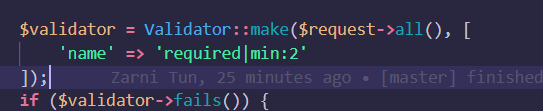 $validator = Validator::make($request->all(), [
'name' => 'required|min:2'
]); Zarni Tun, 25 minutes ago • [master] finished
if ($validator->fails()) {